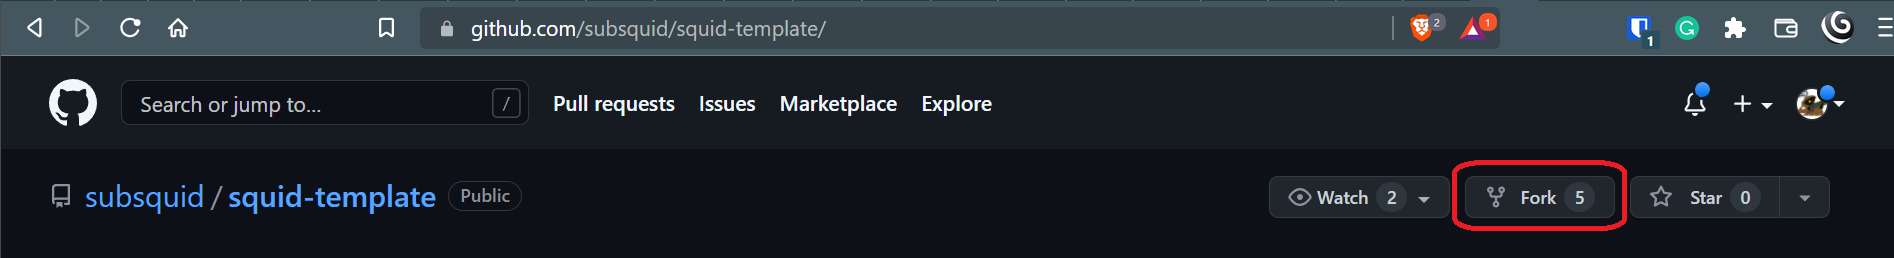 github.com/subsquid/squid-template/ 2 1 1
Search or jump to... / Pull requests Issues Marketplace Explore
subsquid / squid-template Public Watch 2 Fork 5 Star 0